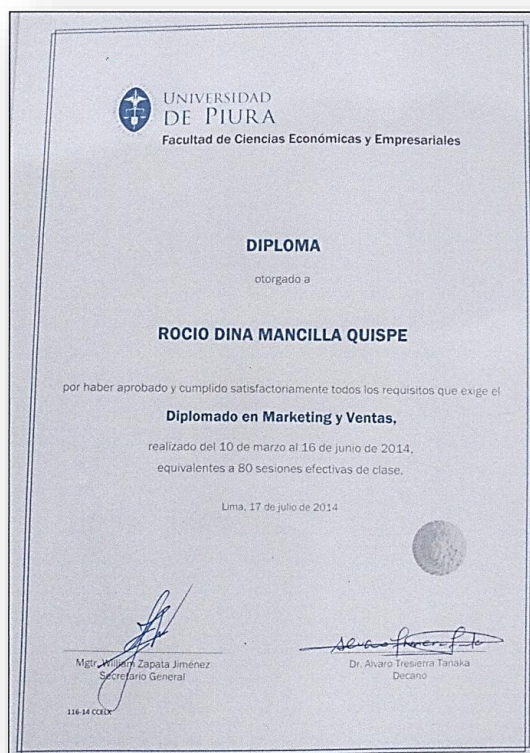 UNIVERSIDAD
DE PIURA
Facultad de Ciencias Económicas y Empresariales
DIPLOMA
otorgado a
ROCIO DINA MANCILLA QUISPE
por haber aprobado y cumplido satisfactoriamente todos los requisitos que exige el
Diplomado en Marketing y Ventas,
realizado del 10 de marzo al 16 de junio de 2014,
equivalentes a 80 sesiones efectivas de clase.
Lima, 17 de julio de 2014
Mgtr. William Zapata Jiménez
Secretario General
Dr. Alvaro Tresierra Tanaka
Decano
116-14 CCELX